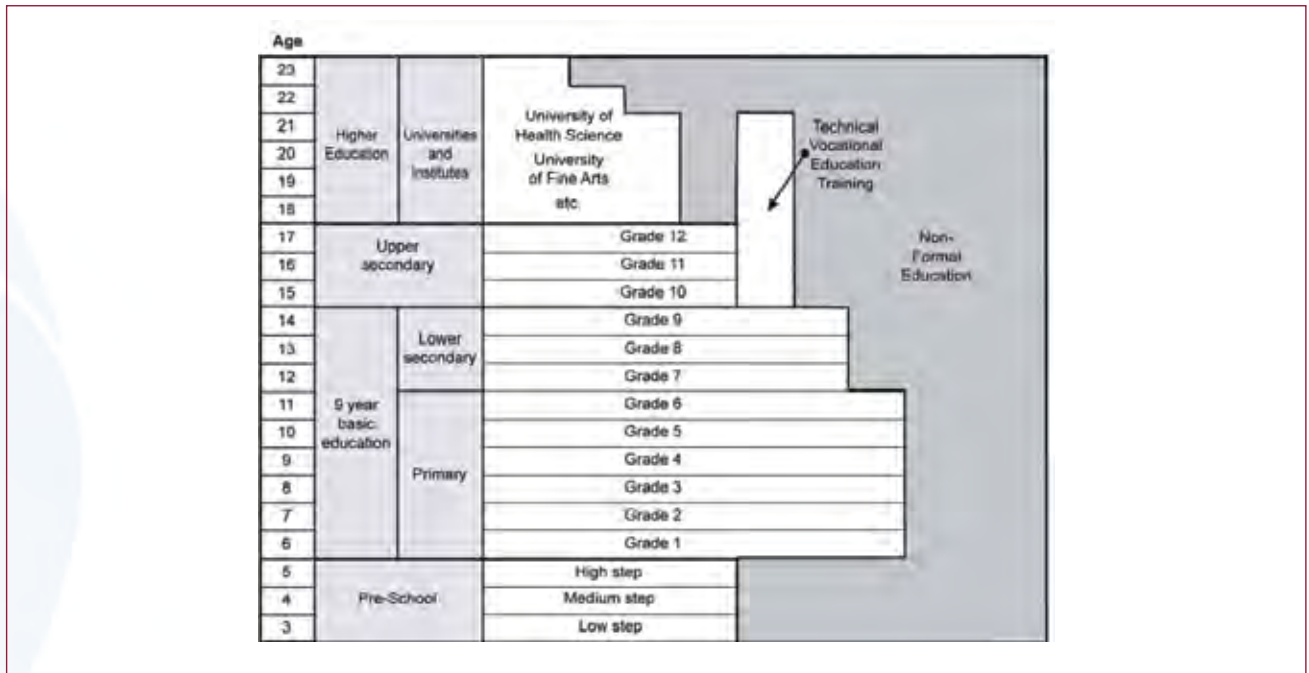 Age
23
22
21
20
19
18
17
16
15
14
13
12
11
10
9
8
7
6
5
4
3
Higher
Education
Universities
and
Institutes
University of
Health Science
University
of Fine Arts
etc
Technical
Vocational
Education
Training
Non-
Formal
Education
Upper
secondary
Grade 12
Grade 11
Grade 10
9 year
basic
education
Lower
secondary
Grade 9
Grade 8
Grade 7
Primary
Grade 6
Grade 5
Grade 4
Grade 3
Grade 2
Grade 1
Pre-School
High step
Medium step
Low step